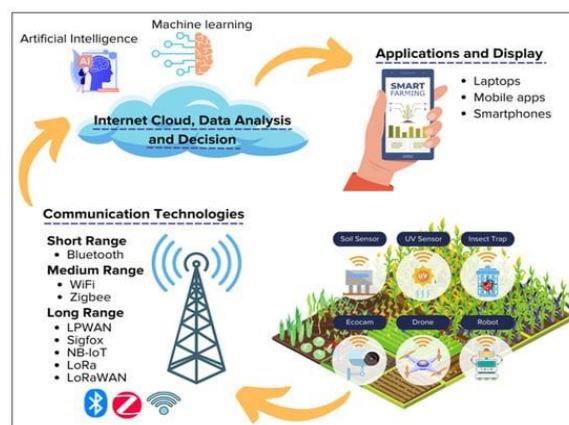 Machine learning
Artificial Intelligence
AI
Internet Cloud, Data Analysis
and Decision
Applications and Display
• Laptops
• Mobile apps
• Smartphones
SMART
FARMING
Communication Technologies
Short Range
• Bluetooth
Medium Range
• WiFi
• Zigbee
Long Range
• LPWAN
• Sigfox
• NB-IoT
• LoRa
• LoRaWAN
Soil Sensor
UV Sensor
Insect Trap
UV
Ecocam
Drone
Robot